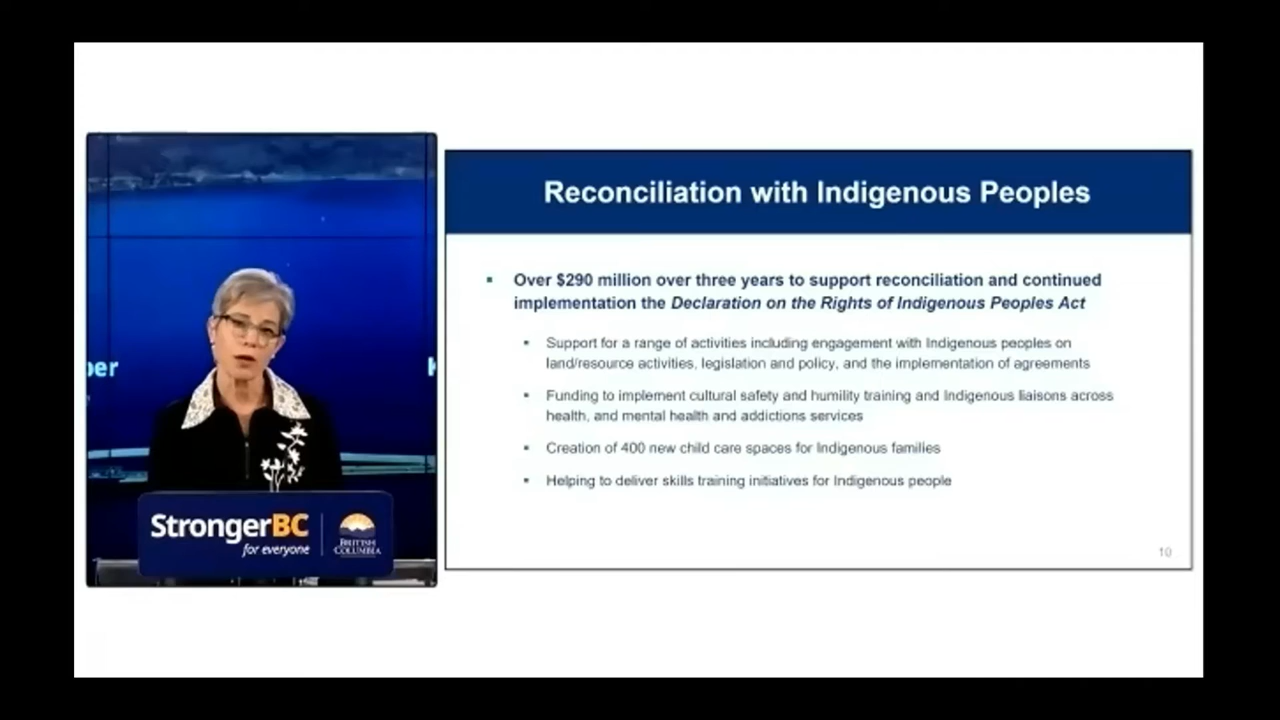 Reconciliation with Indigenous Peoples
Over $290 million over three years to support reconciliation and continued
implementation the Declaration on the Rights of Indigenous Peoples Act
Support for a range of activities including engagement with Indigenous peoples on
land/resource activities, legislation and policy, and the implementation of agreements
Funding to implement cultural safety and humility training and Indigenous liaisons across
health, and mental health and addictions services
Creation of 400 new child care spaces for Indigenous families
Helping to deliver skills training initiatives for Indigenous people
10
StrongerBC
for everyone
BRITISH
COLUMBIA